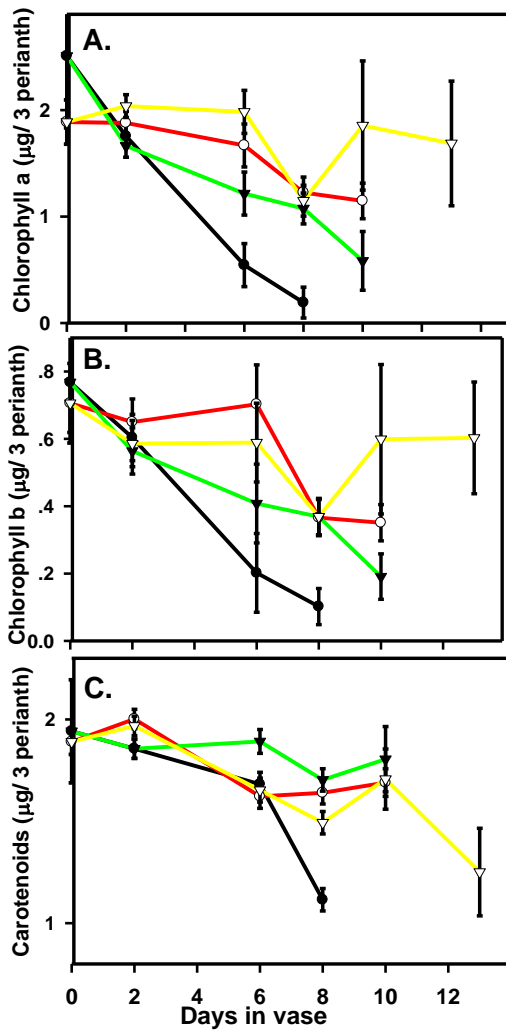 A.
Chlorophyll a (µg/ 3 perianth)
2
1
0
B.
Chlorophyll b (µg/ 3 perianth)
.8
.6
.4
.2
0.0
C.
Carotenoids (µg/ 3 perianth)
2
1
0 2 4 6 8 10 12
Days in vase